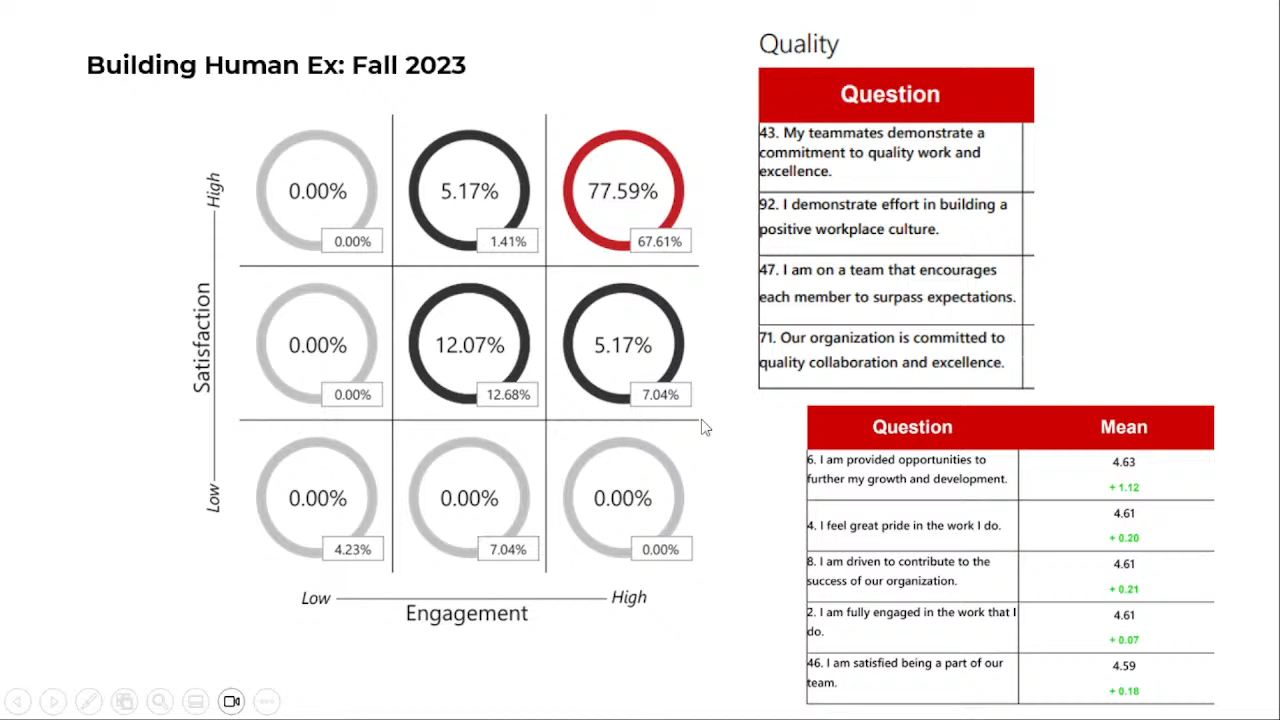 Building Human Ex: Fall 2023
High
Satisfaction
Low
0.00%
0.00%
5.17%
1.41%
77.59%
67.61%
0.00%
0.00%
12.07%
12.68%
5.17%
7.04%
0.00%
4.23%
0.00%
7.04%
0.00%
0.00%
Low
High
Engagement
Quality
Question
43. My teammates demonstrate a
commitment to quality work and
excellence.
92. I demonstrate effort in building a
positive workplace culture.
47. I am on a team that encourages
each member to surpass expectations.
71. Our organization is committed to
quality collaboration and excellence.
Question
Mean
6. I am provided opportunities to
further my growth and development.
4.63
+ 1.12
4. I feel great pride in the work I do.
4.61
+ 0.20
8. I am driven to contribute to the
success of our organization.
4.61
+ 0.21
2. I am fully engaged in the work that I
do.
4.61
+ 0.07
46. I am satisfied being a part of our
team.
4.59
+ 0.18